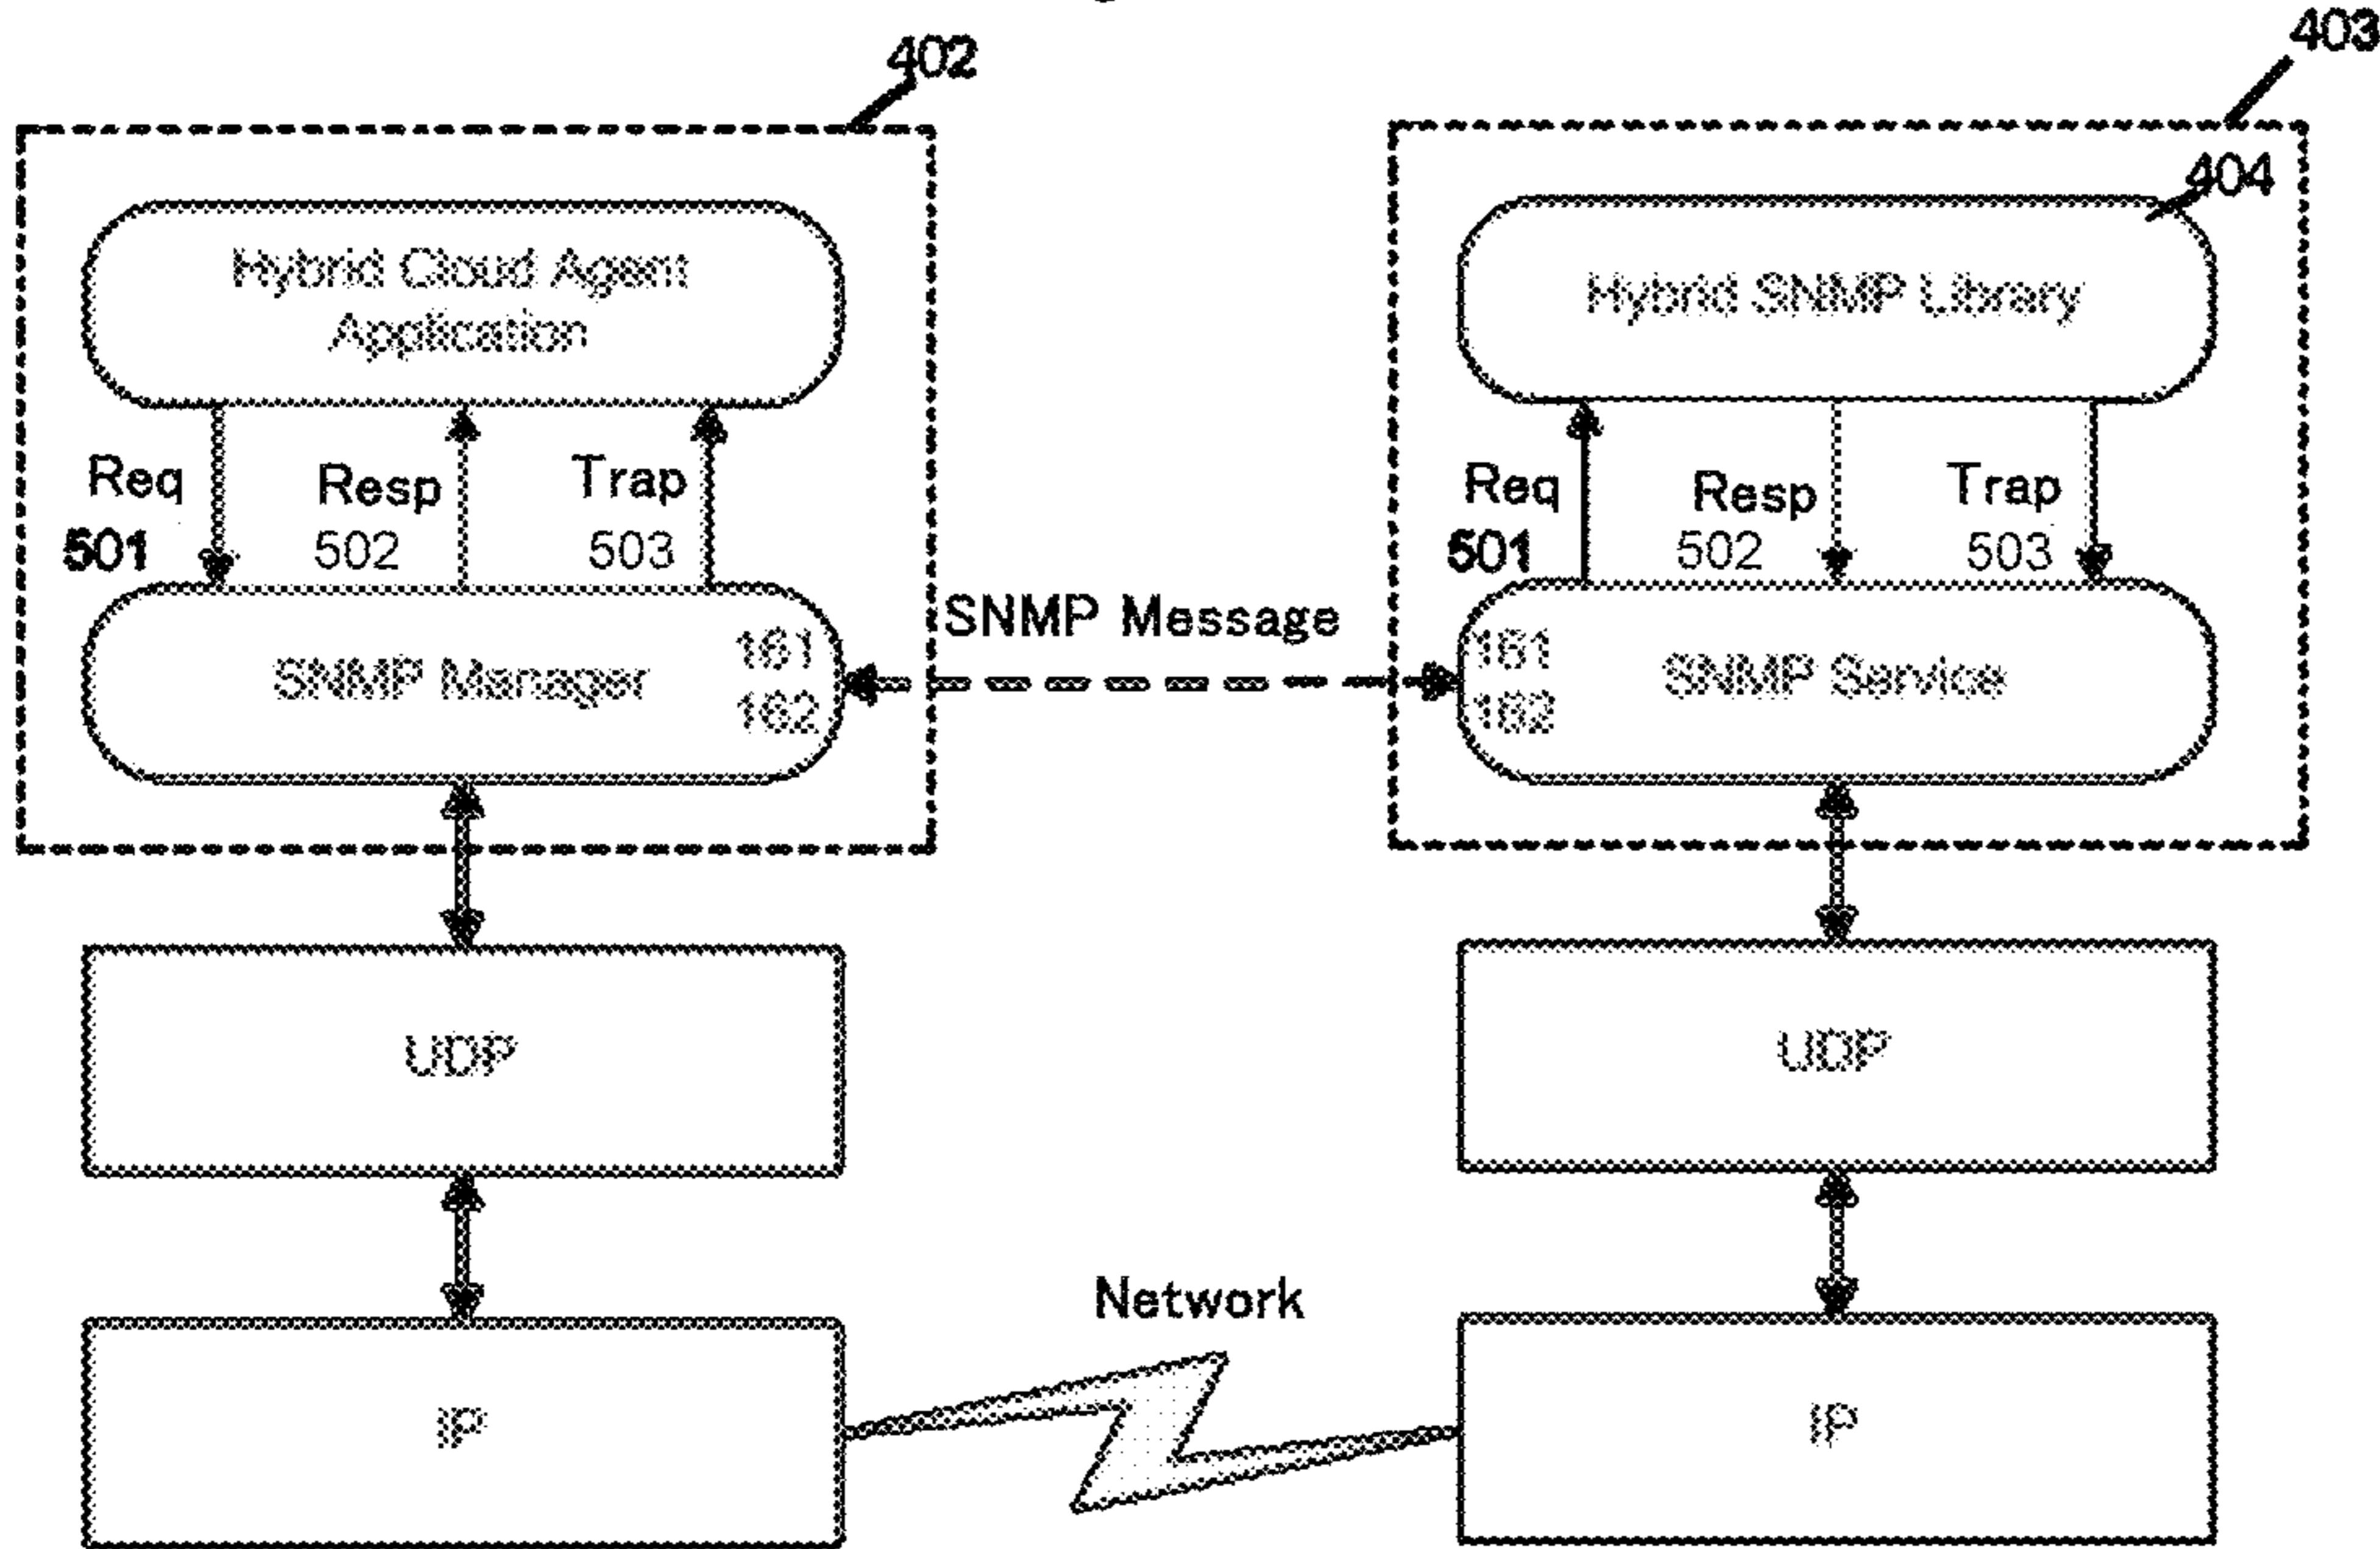 402
403
404
Hybrid Cloud Agent
Application
Hybrid SNMP Library
Req
501
Resp
502
Trap
503
Req
501
Resp
502
Trap
503
SNMP Message
SNMP Manager
161
162
161
162
SNMP Service
UDP
UDP
Network
IP
IP